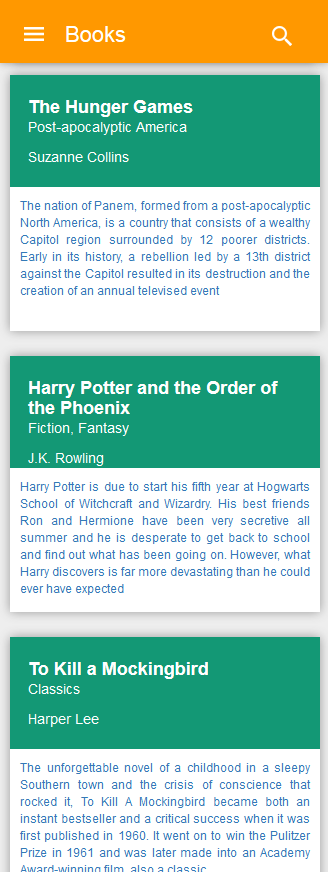 Books
The Hunger Games
Post-apocalyptic America
Suzanne Collins
The nation of Panem, formed from a post-apocalyptic
North America, is a country that consists of a wealthy
Capitol region surrounded by 12 poorer districts.
Early in its history, a rebellion led by a 13th district
against the Capitol resulted in its destruction and the
creation of an annual televised event
Harry Potter and the Order of
the Phoenix
Fiction, Fantasy
J.K. Rowling
Harry Potter is due to start his fifth year at Hogwarts
School of Witchcraft and Wizardry. His best friends
Ron and Hermione have been very secretive all
summer and he is desperate to get back to school
and find out what has been going on. However, what
Harry discovers is far more devastating than he could
ever have expected
To Kill a Mockingbird
Classics
Harper Lee
The unforgettable novel of a childhood in a sleepy
Southern town and the crisis of conscience that
rocked it, To Kill A Mockingbird became both an
instant bestseller and a critical success when it was
first published in 1960. It went on to win the Pulitzer
Prize in 1961 and was later made into an Academy
Award-winning film, also a classic